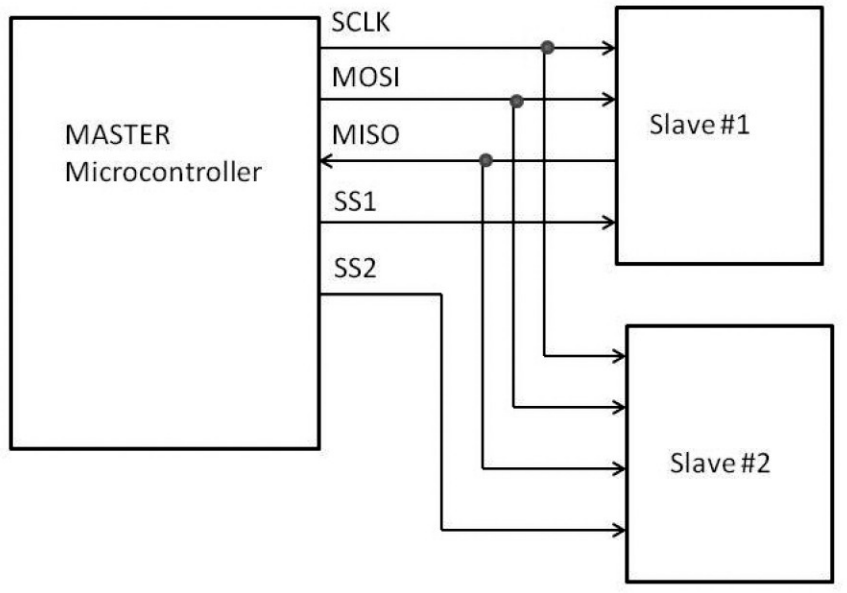 SCLK
MOSI
MASTER
Microcontroller
MISO
SS1
SS2
Slave #1
Slave #2